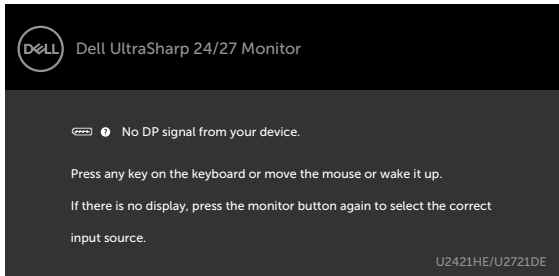 DELL Dell UltraSharp 24/27 Monitor
? No DP signal from your device.
Press any key on the keyboard or move the mouse or wake it up.
If there is no display, press the monitor button again to select the correct
input source.
U2421HE/U2721DE